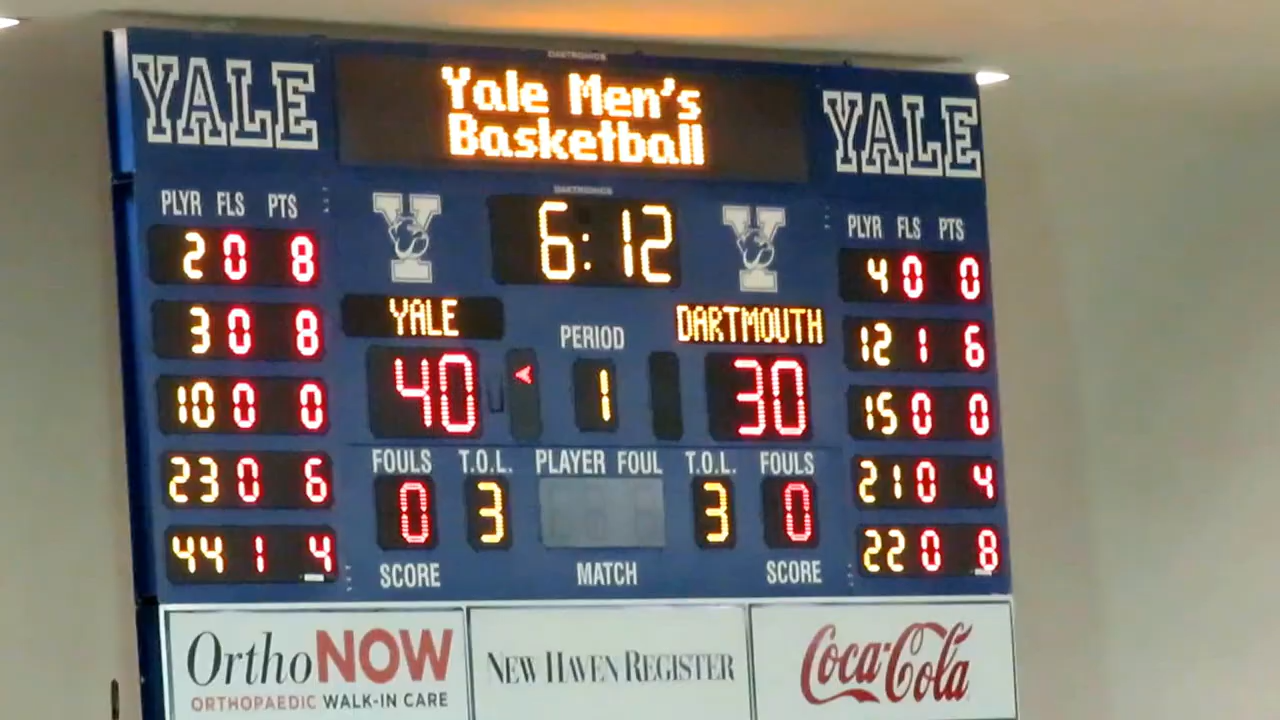 DAKTRONICS
YALE
Yale Men's
Basketball
YALE
DAKTRONICS
PLYR FLS PTS
PLYR FLS PTS
Y
6:12
Y
2 0 8
4 0 0
YALE
DARTMOUTH
3 0 8
PERIOD
12 1 6
40
1
30
10 0 0
15 0 0
FOULS T.O.L. PLAYER FOUL T.O.L. FOULS
23 0 6
0 3
3 0
21 0 4
44 1 4
22 0 8
SCORE MATCH SCORE
OrthoNOW
ORTHOPAEDIC WALK-IN CARE
NEW HAVEN REGISTER
Coca-Cola